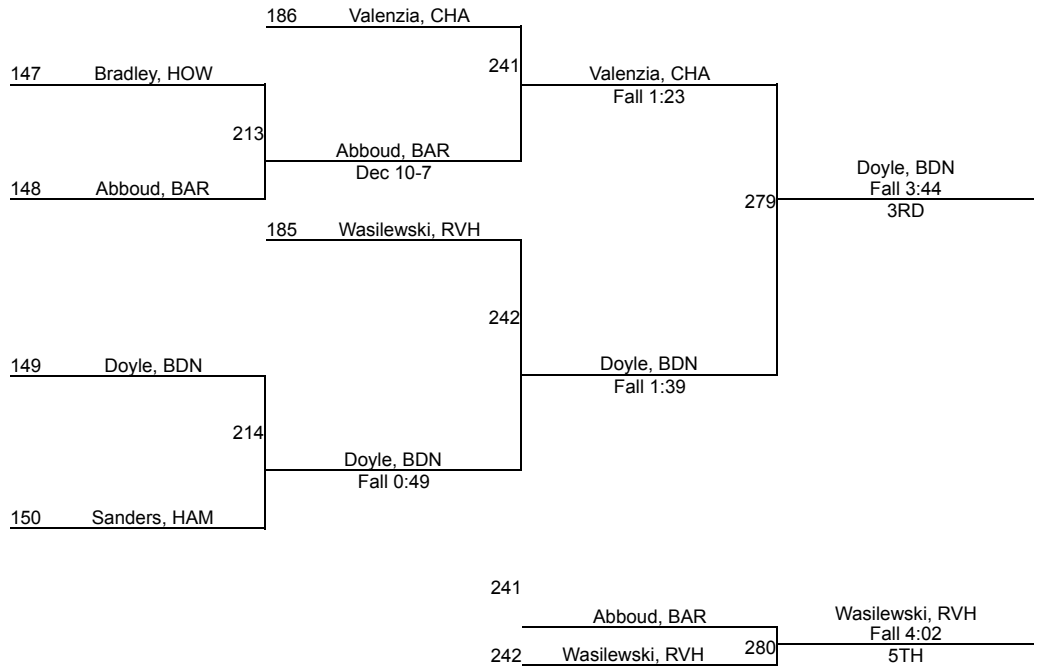 186 Valenzia, CHA
147 Bradley, HOW
241
Valenzia, CHA
Fall 1:23
213
Abboud, BAR
Dec 10-7
148 Abboud, BAR
Doyle, BDN
Fall 3:44
3RD
279
185 Wasilewski, RVH
242
149 Doyle, BDN
Doyle, BDN
Fall 1:39
214
Doyle, BDN
Fall 0:49
150 Sanders, HAM
241
Abboud, BAR
242 Wasilewski, RVH
280
Wasilewski, RVH
Fall 4:02
5TH